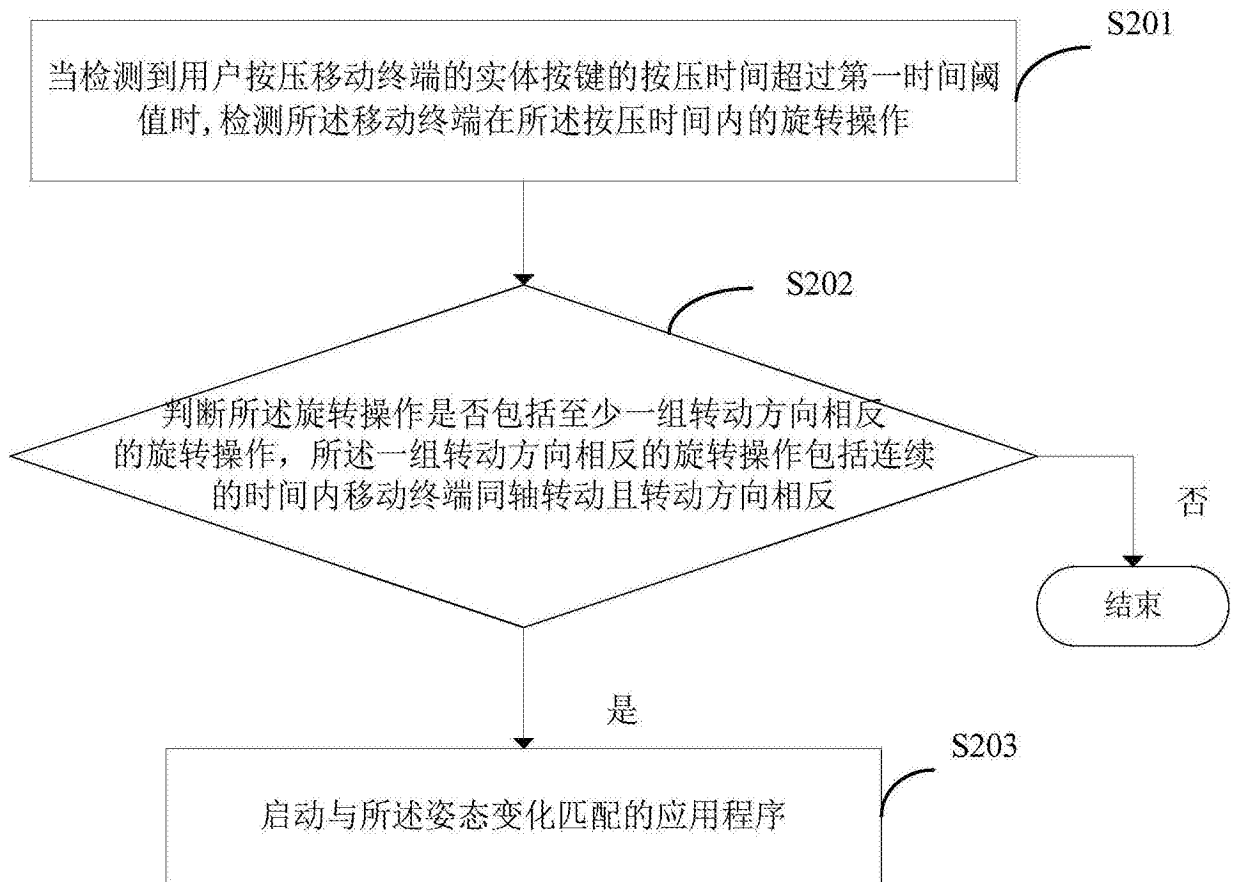 S201
当检测到用户按压移动终端的实体按键的按压时间超过第一时间阈
值时,检测所述移动终端在所述按压时间内的旋转操作
S202
判断所述旋转操作是否包括至少一组转动方向相反
的旋转操作，所述一组转动方向相反的旋转操作包括连续
的时间内移动终端同轴转动且转动方向相反
否
结束
是
S203
启动与所述姿态变化匹配的应用程序